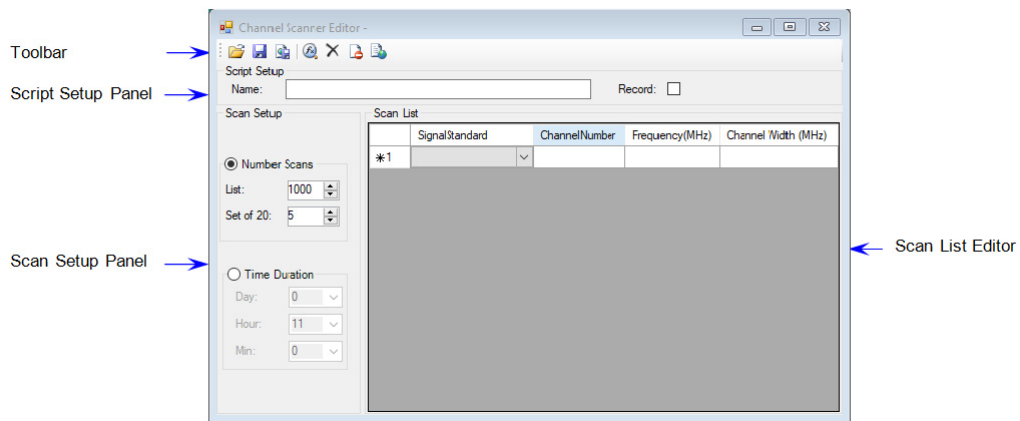 Channel Scanner Editor -
Toolbar
Script Setup
Script Setup Panel
Name:
Record:
Scan Setup
Scan List
SignalStandard
ChannelNumber
Frequency(MHz)
Channel Width (MHz)
*1
Number Scans
List: 1000
Set of 20: 5
Scan Setup Panel
Scan List Editor
Time Duration
Day: 0
Hour: 11
Min: 0